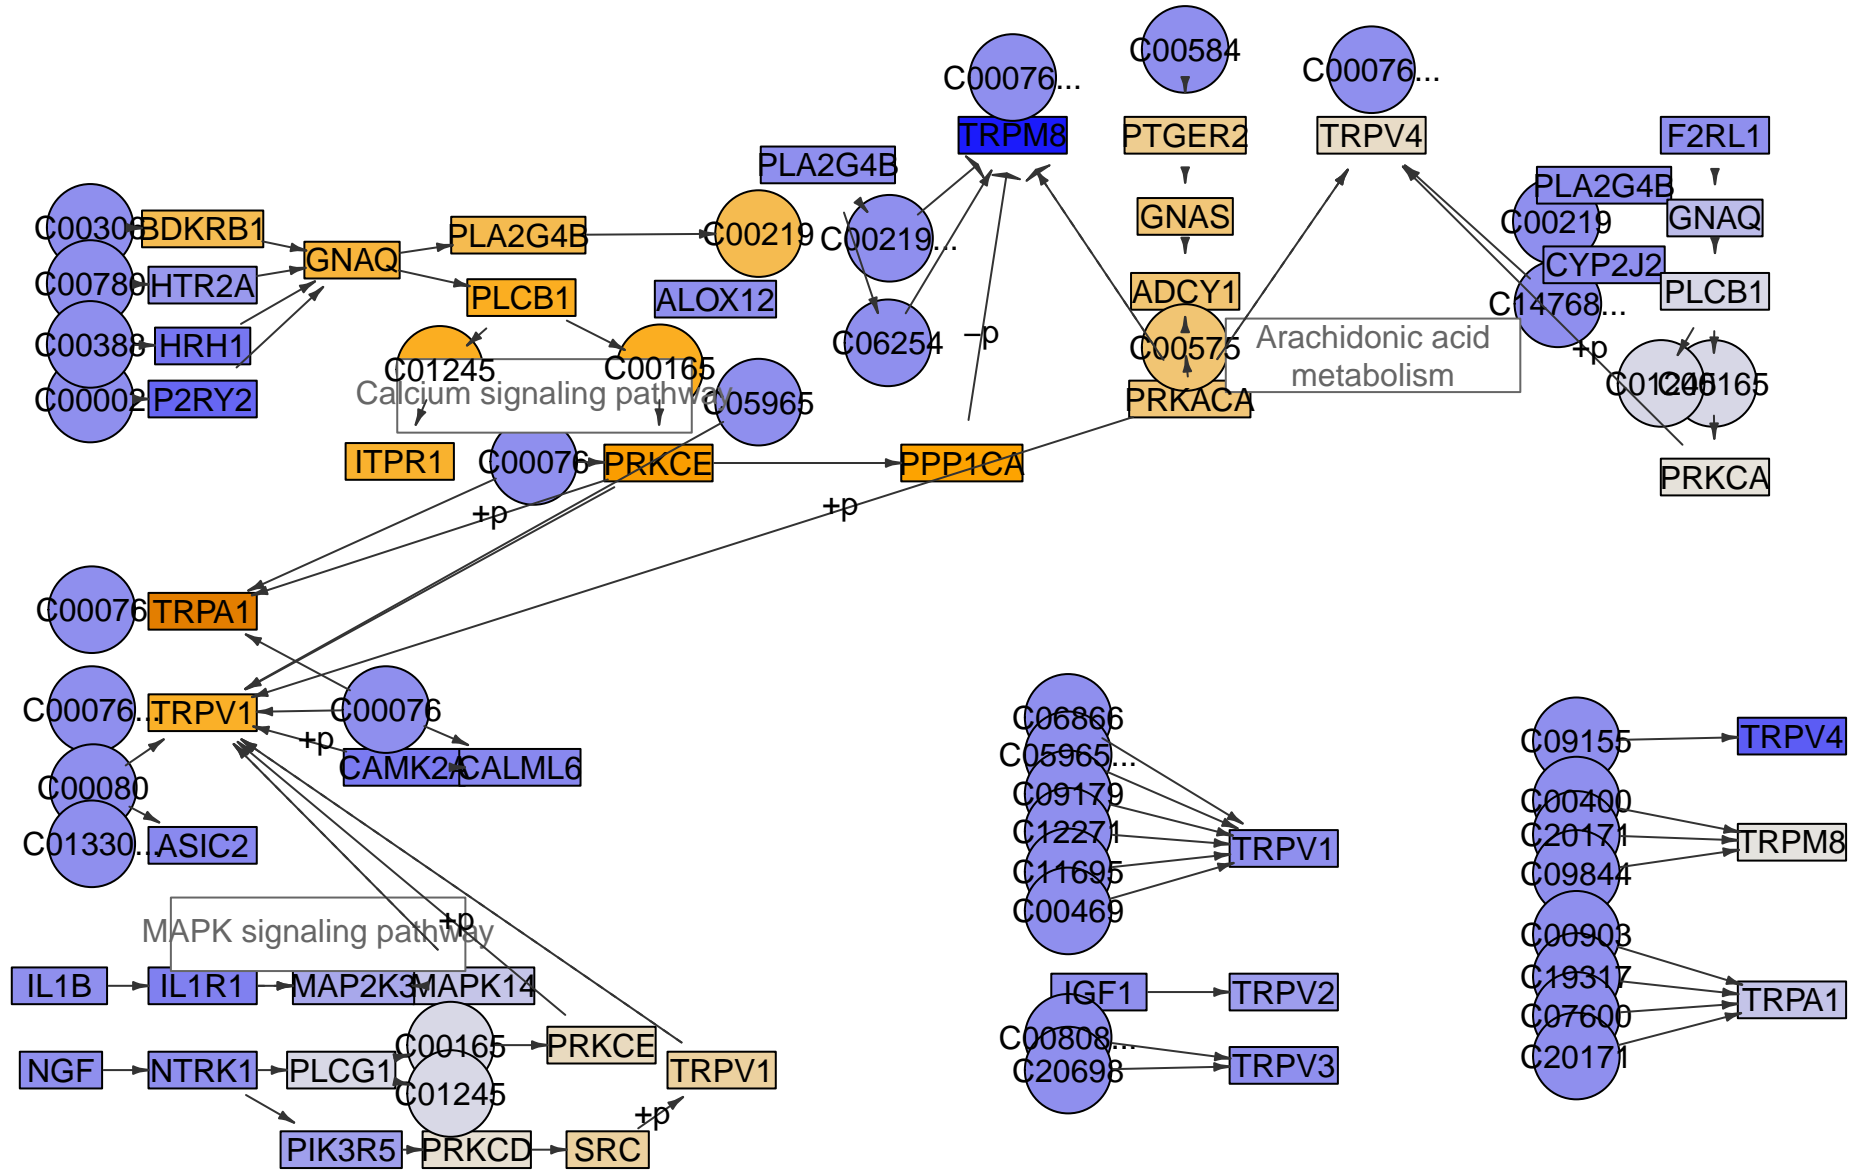 C00584
C00076...
C00076...
TRPM8
PTGER2
TRPV4
F2RL1
PLA2G4B
PLA2G4B
C00308
BDKRB1
PLA2G4B
C00219
C00219...
GNAS
C00219
GNAQ
GNAQ
C00780
HTR2A
PLCB1
ALOX12
ADCY1
CYP2J2
PLCB1
C14768...
C00388
HRH1
C06254
–p
C00575
Arachidonic acid
metabolism
+p
C01245
C00165
Calcium signaling pathway
C00002
P2RY2
C05965
PRKACA
C01245
C00165
ITPR1
C00076
PRKCE
PPP1CA
PRKCA
+p
+p
C00076
TRPA1
C00076...
TRPV1
C00076
+p
CAMK2A
CALML6
C00080
C01330...
ASIC2
C06866
C05965...
C09179
C12271
C11695
C00469
TRPV1
C09155
TRPV4
C00400
C20171
C09844
TRPM8
MAPK signaling pathway
+p
IL1B
IL1R1
MAP2K3
MAPK14
IGF1
TRPV2
C00903
C19317
C07600
C20171
TRPA1
C00165
PRKCE
C00808...
C20698
TRPV3
NGF
NTRK1
PLCG1
C01245
TRPV1
+p
PIK3R5
PRKCD
SRC